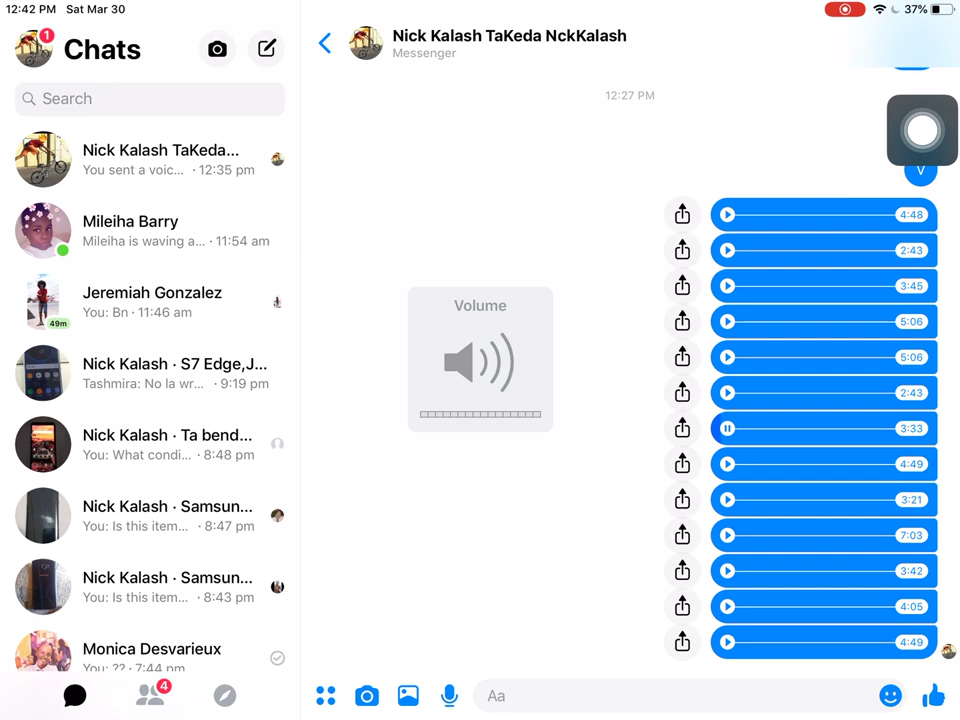 12:42 PM Sat Mar 30
37%
1
Chats
Search
Nick Kalash TaKeda...
You sent a voic... · 12:35 pm
Mileiha Barry
Mileiha is waving a... · 11:54 am
Jeremiah Gonzalez
You: Bn · 11:46 am
49m
Nick Kalash · S7 Edge,J...
Tashmira: No la wr... · 9:19 pm
Nick Kalash · Ta bend...
You: What condi... · 8:48 pm
Nick Kalash · Samsun...
You: Is this item... · 8:47 pm
Nick Kalash · Samsun...
You: Is this item... · 8:43 pm
Monica Desvarieux
You: ?? · 7:44 pm
4
Nick Kalash TaKeda NckKalash
Messenger
12:27 PM
V
Volume
4:48
2:43
3:45
5:06
5:06
2:43
3:33
4:49
3:21
7:03
3:42
4:05
4:49
Aa